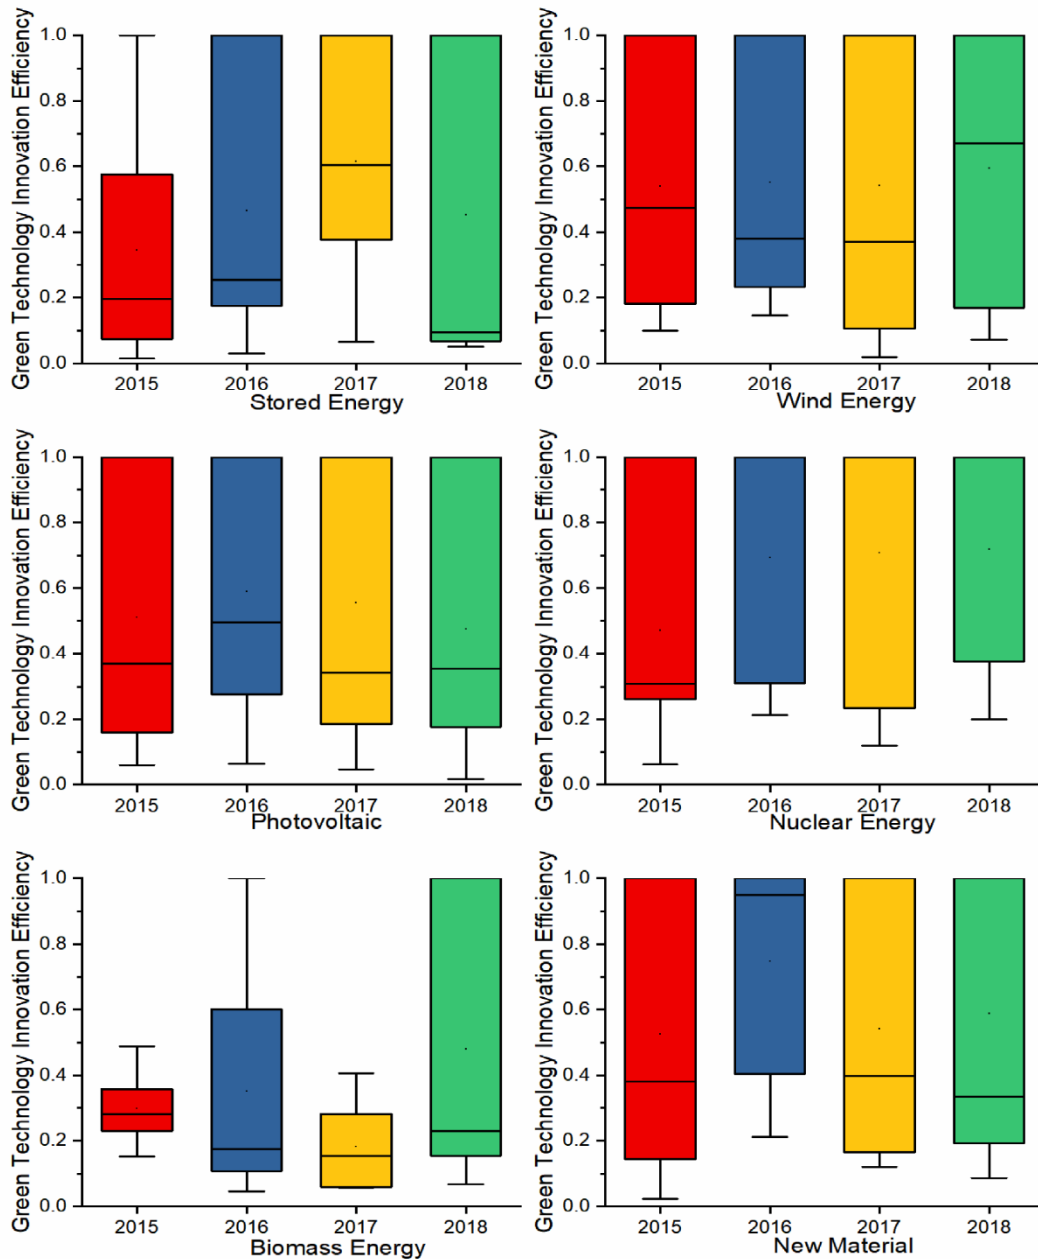 Green Technology Innovation Efficiency
1.0
0.8
0.6
0.4
0.2
0.0
2015 2016 2017 2018
Stored Energy
Green Technology Innovation Efficiency
1.0
0.8
0.6
0.4
0.2
0.0
2015 2016 2017 2018
Wind Energy
Green Technology Innovation Efficiency
1.0
0.8
0.6
0.4
0.2
0.0
2015 2016 2017 2018
Photovoltaic
Green Technology Innovation Efficiency
1.0
0.8
0.6
0.4
0.2
0.0
2015 2016 2017 2018
Nuclear Energy
Green Technology Innovation Efficiency
1.0
0.8
0.6
0.4
0.2
0.0
2015 2016 2017 2018
Biomass Energy
Green Technology Innovation Efficiency
1.0
0.8
0.6
0.4
0.2
0.0
2015 2016 2017 2018
New Material